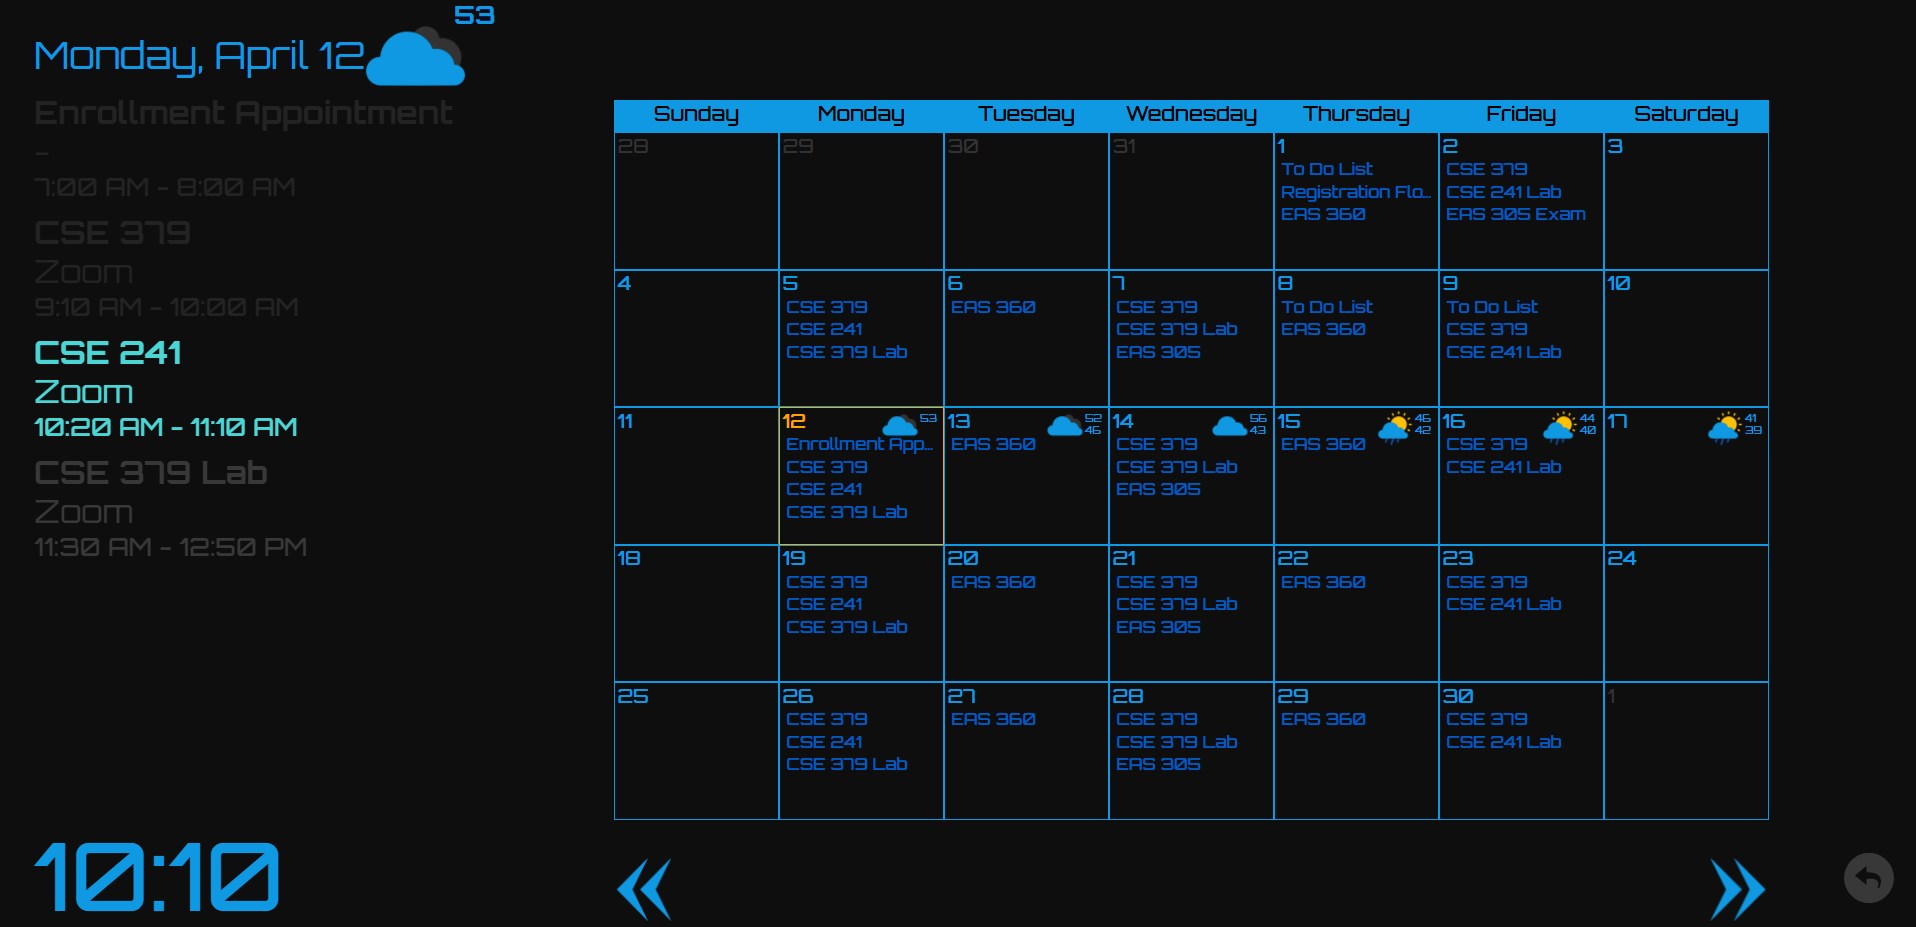 53
Monday, April 12
Enrollment Appointment
-
7:00 AM - 8:00 AM
CSE 379
Zoom
9:10 AM - 10:00 AM
CSE 241
Zoom
10:20 AM - 11:10 AM
CSE 379 Lab
Zoom
11:30 AM - 12:50 PM
10:10
Sunday Monday Tuesday Wednesday Thursday Friday Saturday
28 29 30 31 1 2 3
To Do List CSE 379
Registration Flo... CSE 241 Lab
EAS 360 EAS 305 Exam
4 5 6 7 8 9 10
CSE 379 EAS 360 CSE 379 To Do List To Do List
CSE 241 CSE 379 Lab EAS 360 CSE 379
CSE 379 Lab EAS 305 CSE 241 Lab
11 12 53 13 52 14 56 15 46 16 44 17 41
46 43 42 40 39
Enrollment App... EAS 360 CSE 379 EAS 360 CSE 379
CSE 379 CSE 379 Lab CSE 241 Lab
CSE 241 EAS 305
CSE 379 Lab
18 19 20 21 22 23 24
CSE 379 EAS 360 CSE 379 EAS 360 CSE 379
CSE 241 CSE 379 Lab CSE 241 Lab
CSE 379 Lab EAS 305
25 26 27 28 29 30 1
CSE 379 EAS 360 CSE 379 EAS 360 CSE 379
CSE 241 CSE 379 Lab CSE 241 Lab
CSE 379 Lab EAS 305